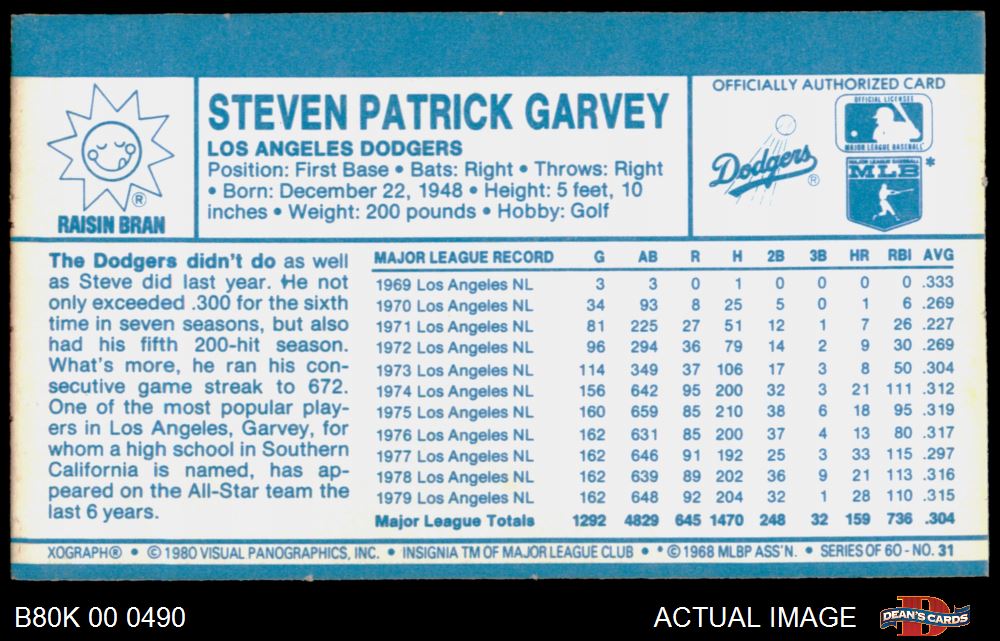 RAISIN BRAN
®
STEVEN PATRICK GARVEY
LOS ANGELES DODGERS
Position: First Base • Bats: Right • Throws: Right
• Born: December 22, 1948 • Height: 5 feet, 10
inches • Weight: 200 pounds • Hobby: Golf
OFFICIALLY AUTHORIZED CARD
Dodgers ®
OFFICIAL LICENSEE
MAJOR LEAGUE BASEBALL
MAJOR LEAGUE BASEBALL
MLB *
The Dodgers didn't do as well
as Steve did last year. He not
only exceeded .300 for the sixth
time in seven seasons, but also
had his fifth 200-hit season.
What's more, he ran his con-
secutive game streak to 672.
One of the most popular play-
ers in Los Angeles, Garvey, for
whom a high school in Southern
California is named, has ap-
peared on the All-Star team the
last 6 years.
MAJOR LEAGUE RECORD G AB R H 2B 3B HR RBI AVG
1969 Los Angeles NL 3 3 0 1 0 0 0 0 .333
1970 Los Angeles NL 34 93 8 25 5 0 1 6 .269
1971 Los Angeles NL 81 225 27 51 12 1 7 26 .227
1972 Los Angeles NL 96 294 36 79 14 2 9 30 .269
1973 Los Angeles NL 114 349 37 106 17 3 8 50 .304
1974 Los Angeles NL 156 642 95 200 32 3 21 111 .312
1975 Los Angeles NL 160 659 85 210 38 6 18 95 .319
1976 Los Angeles NL 162 631 85 200 37 4 13 80 .317
1977 Los Angeles NL 162 646 91 192 25 3 33 115 .297
1978 Los Angeles NL 162 639 89 202 36 9 21 113 .316
1979 Los Angeles NL 162 648 92 204 32 1 28 110 .315
Major League Totals 1292 4829 645 1470 248 32 159 736 .304
XOGRAPH® • © 1980 VISUAL PANOGRAPHICS, INC. • INSIGNIA TM OF MAJOR LEAGUE CLUB • *© 1968 MLBP ASS'N. • SERIES OF 60 - NO. 31
B80K 00 0490
ACTUAL IMAGE
DEAN'S CARDS